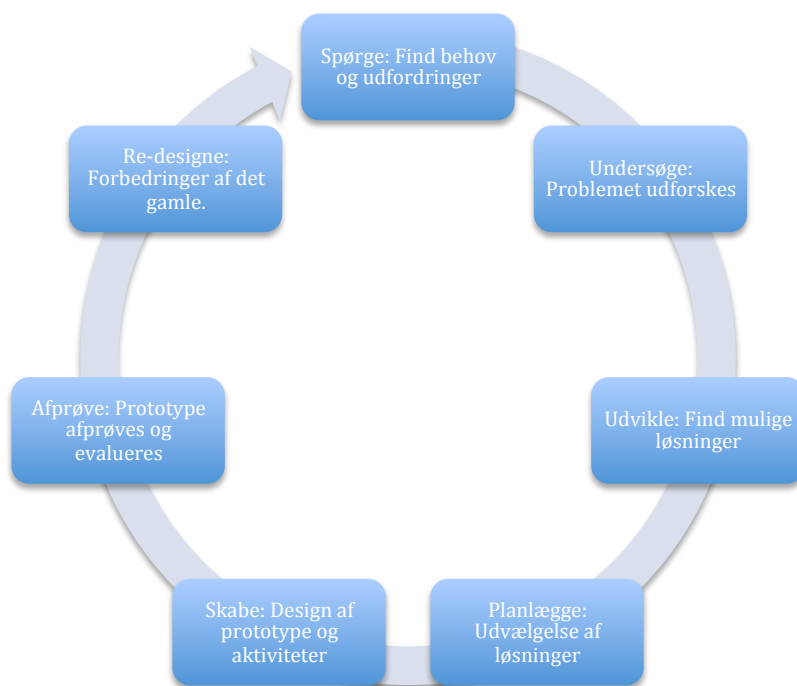 Spørge: Find behov
og udfordringer
Undersøge:
Problemet udforskes
Udvikle: Find mulige
løsninger
Planlægge:
Udvælgelse af
løsninger
Skabe: Design af
prototype og
aktiviteter
Afprøve: Prototype
afprøves og
evalueres
Re-designe:
Forbedringer af det
gamle.